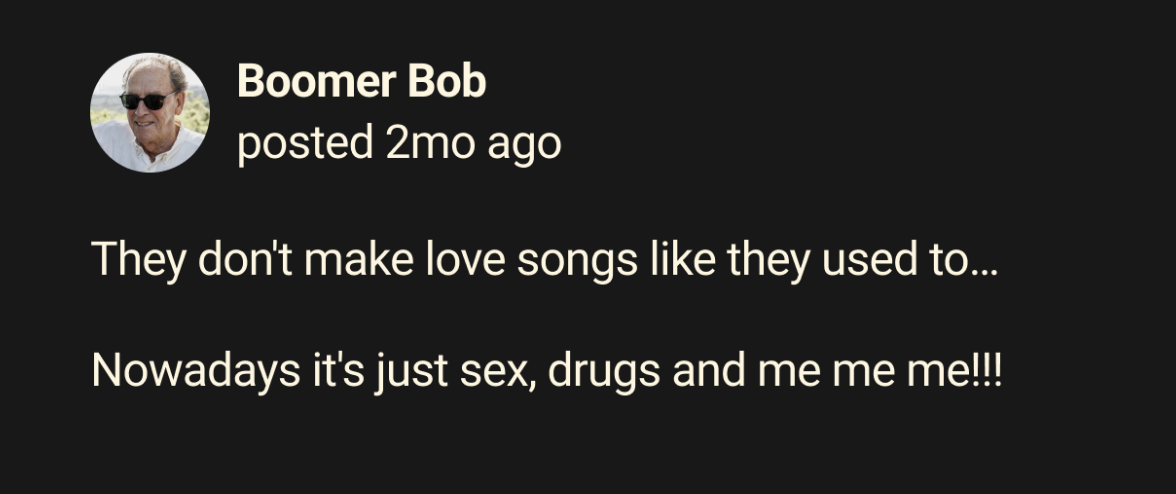 Boomer Bob
posted 2mo ago
They don't make love songs like they used to...
Nowadays it's just sex, drugs and me me me!!!